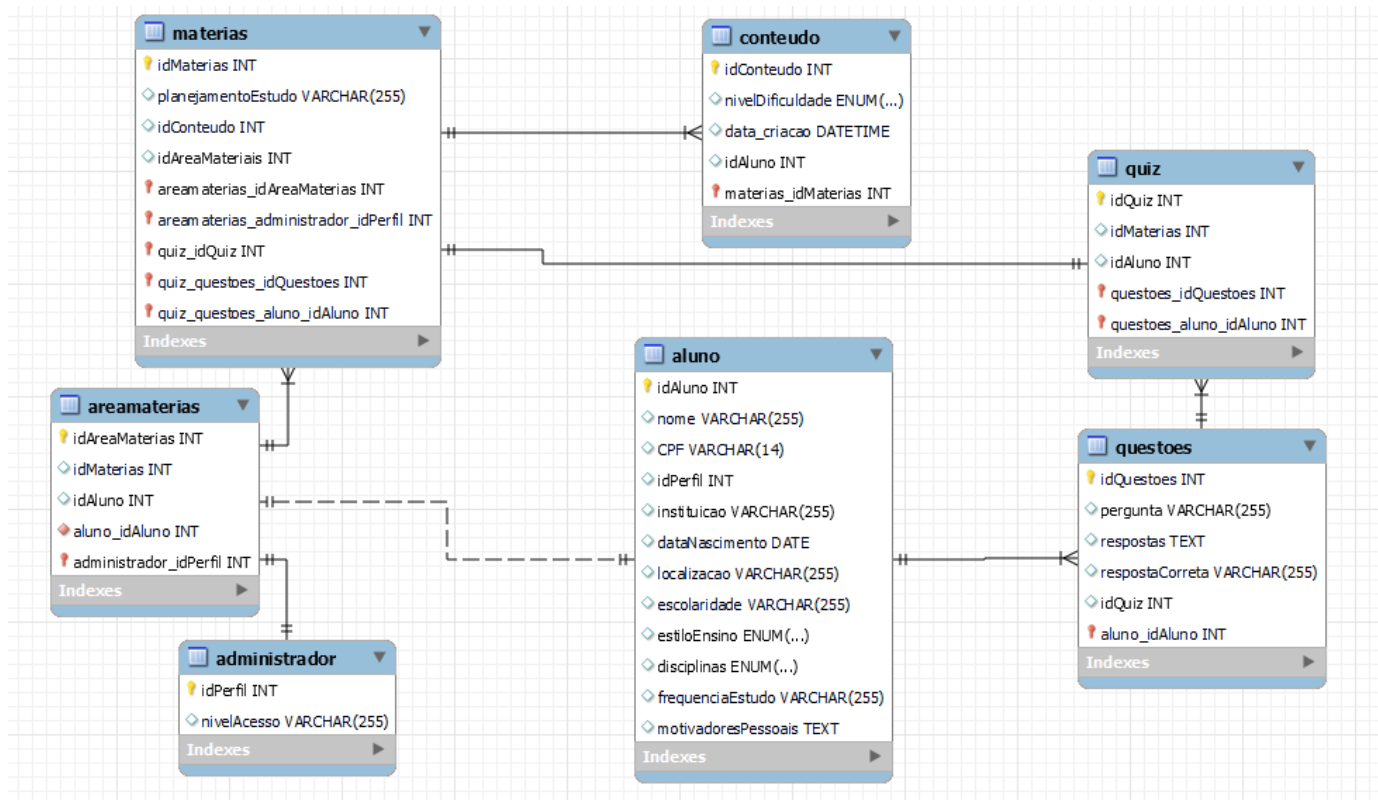 materias
idMaterias INT
planejamentoEstudo VARCHAR(255)
idConteudo INT
idAreaMateriais INT
areamaterias_idAreaMaterias INT
areamaterias_administrador_idPerfil INT
quiz_idQuiz INT
quiz_questoes_idQuestoes INT
quiz_questoes_aluno_idAluno INT
Indexes
conteudo
idConteudo INT
nivelDificuldade ENUM(...)
data_criacao DATETIME
idAluno INT
materias_idMaterias INT
Indexes
quiz
idQuiz INT
idMaterias INT
idAluno INT
questoes_idQuestoes INT
questoes_aluno_idAluno INT
Indexes
areamaterias
idAreaMaterias INT
idMaterias INT
idAluno INT
aluno_idAluno INT
administrador_idPerfil INT
Indexes
aluno
idAluno INT
nome VARCHAR(255)
CPF VARCHAR(14)
idPerfil INT
instituicao VARCHAR(255)
dataNascimento DATE
localizacao VARCHAR(255)
escolaridade VARCHAR(255)
estiloEnsino ENUM(...)
disciplinas ENUM(...)
frequenciaEstudo VARCHAR(255)
motivadoresPessoais TEXT
Indexes
questoes
idQuestoes INT
pergunta VARCHAR(255)
respostas TEXT
respostaCorreta VARCHAR(255)
idQuiz INT
aluno_idAluno INT
Indexes
administrador
idPerfil INT
nivelAcesso VARCHAR(255)
Indexes